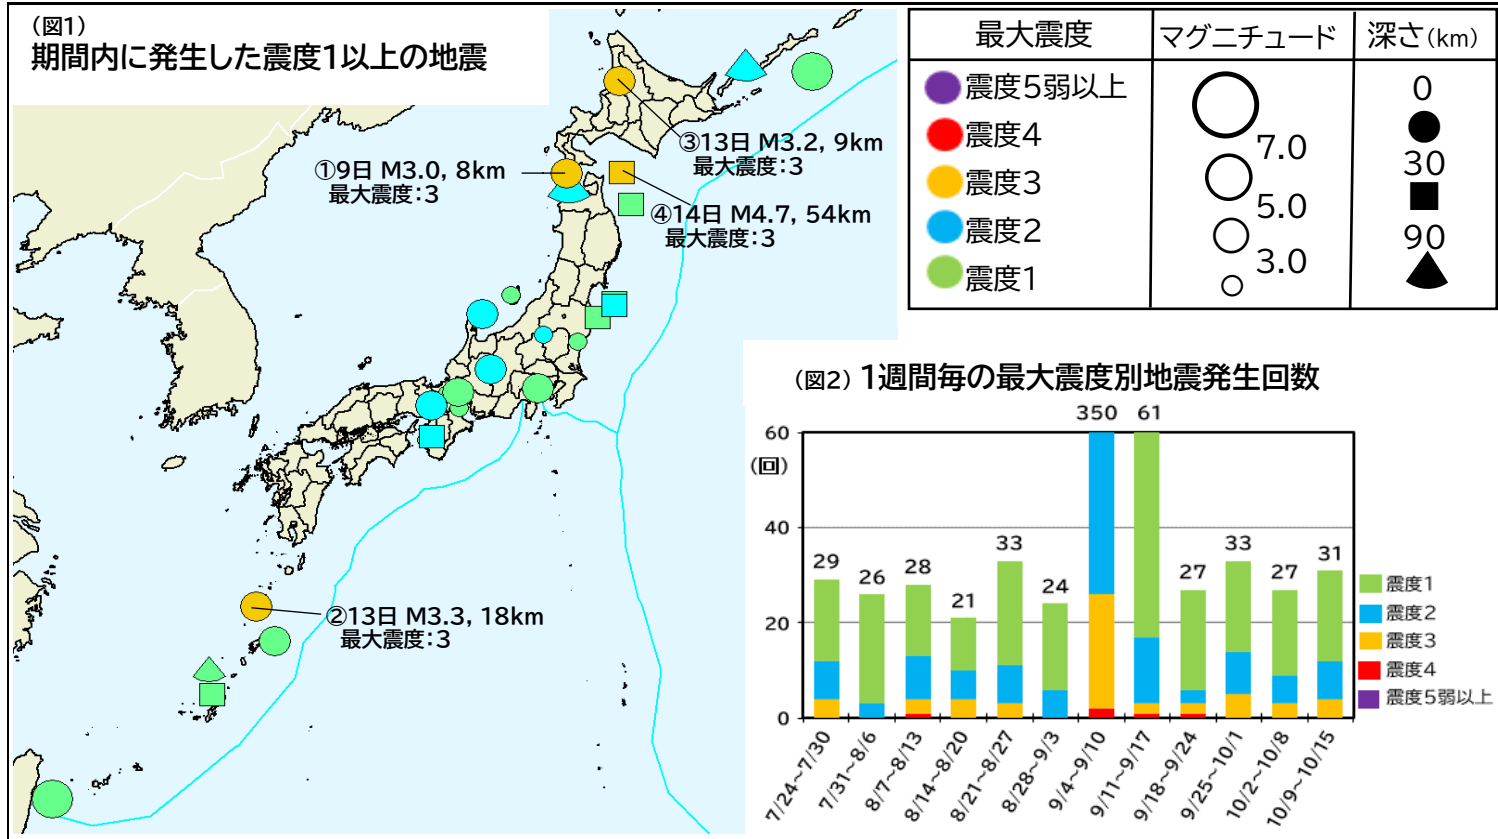 (図1)
期間内に発生した震度1以上の地震
③13日 M3.2, 9km
最大震度:3
①9日 M3.0, 8km
最大震度:3
④14日 M4.7, 54km
最大震度:3
②13日 M3.3, 18km
最大震度:3
最大震度 マグニチュード 深さ(km)
震度5弱以上
震度4
震度3
震度2
震度1
7.0
5.0
3.0
0
30
90
(図2) 1週間毎の最大震度別地震発生回数
350 61
60
(回)
40
20
0
29 26 28 21 33 24 27 33 27 31
7/24~7/30
7/31~8/6
8/7~8/13
8/14~8/20
8/21~8/27
8/28~9/3
9/4~9/10
9/11~9/17
9/18~9/24
9/25~10/1
10/2~10/8
10/9~10/15
震度1
震度2
震度3
震度4
震度5弱以上